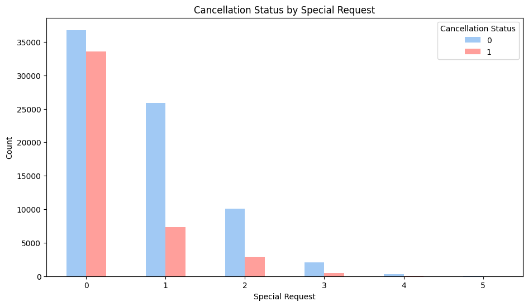 Cancellation Status by Special Request
Cancellation Status
0
1
35000
30000
25000
20000
15000
10000
5000
0
Count
0 1 2 3 4 5
Special Request